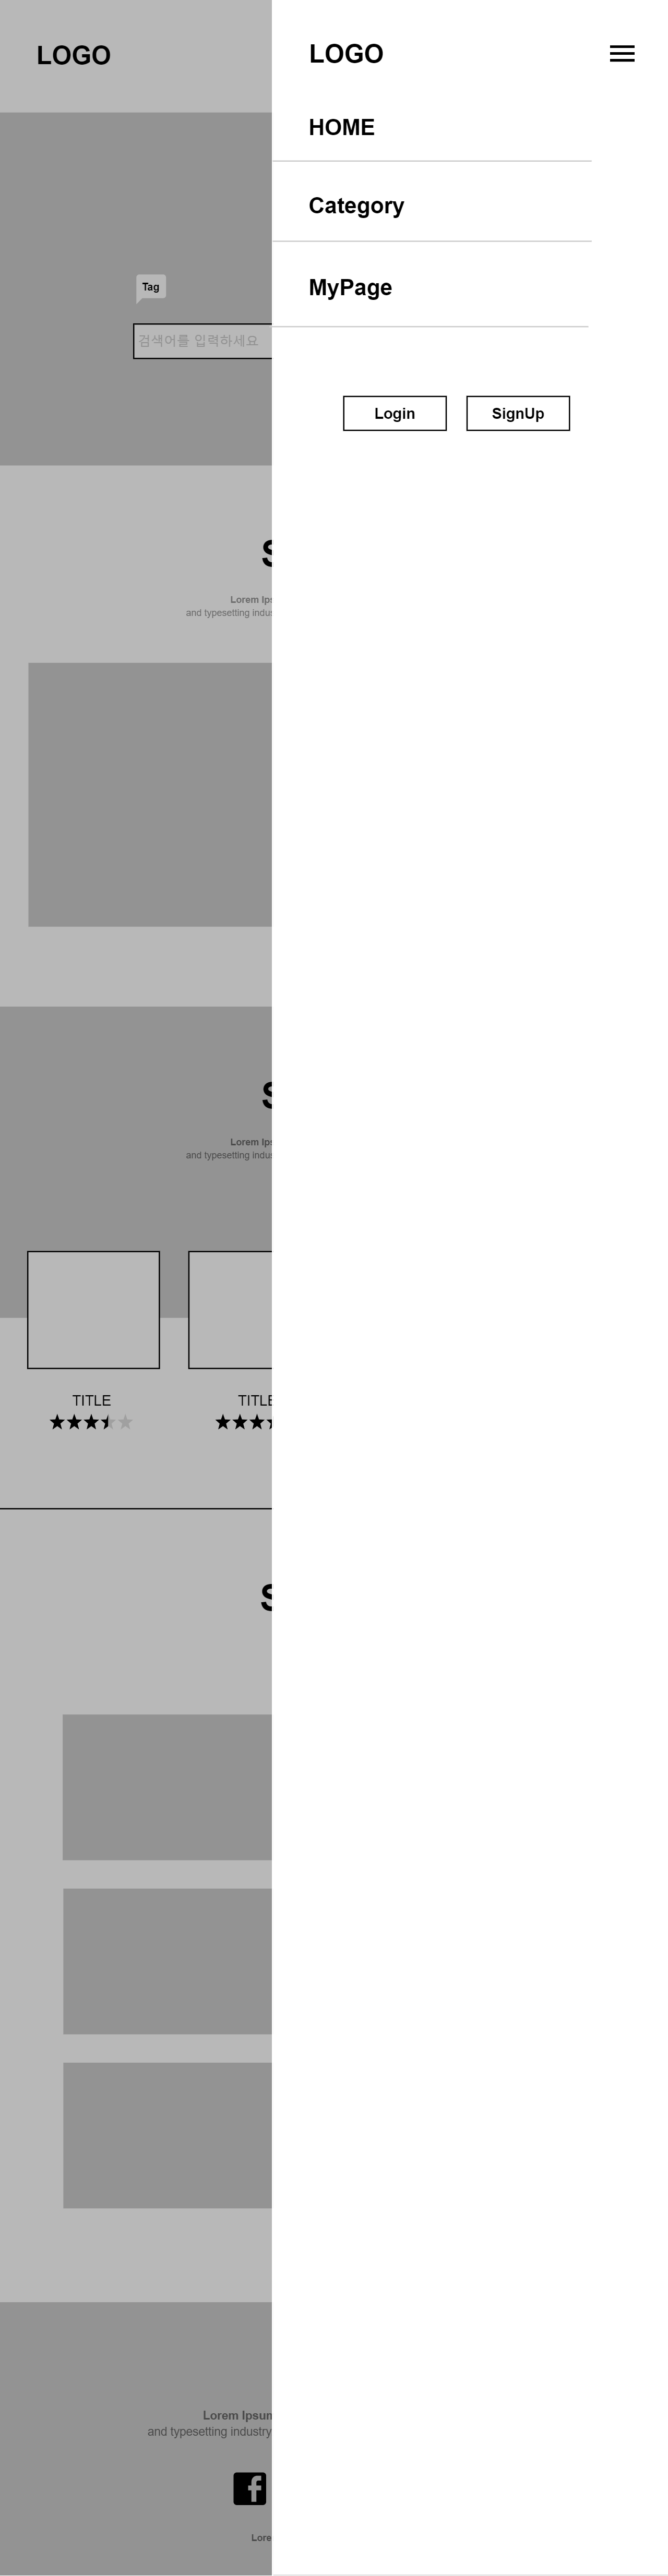 LOGO
LOGO
HOME
Category
Tag
MyPage
검색어를 입력하세요
Login
SignUp
S
Lorem Ips
and typesetting indus
S
Lorem Ips
and typesetting indus
TITLE
TITLE
S
Lorem Ipsum
and typesetting industry
Lore